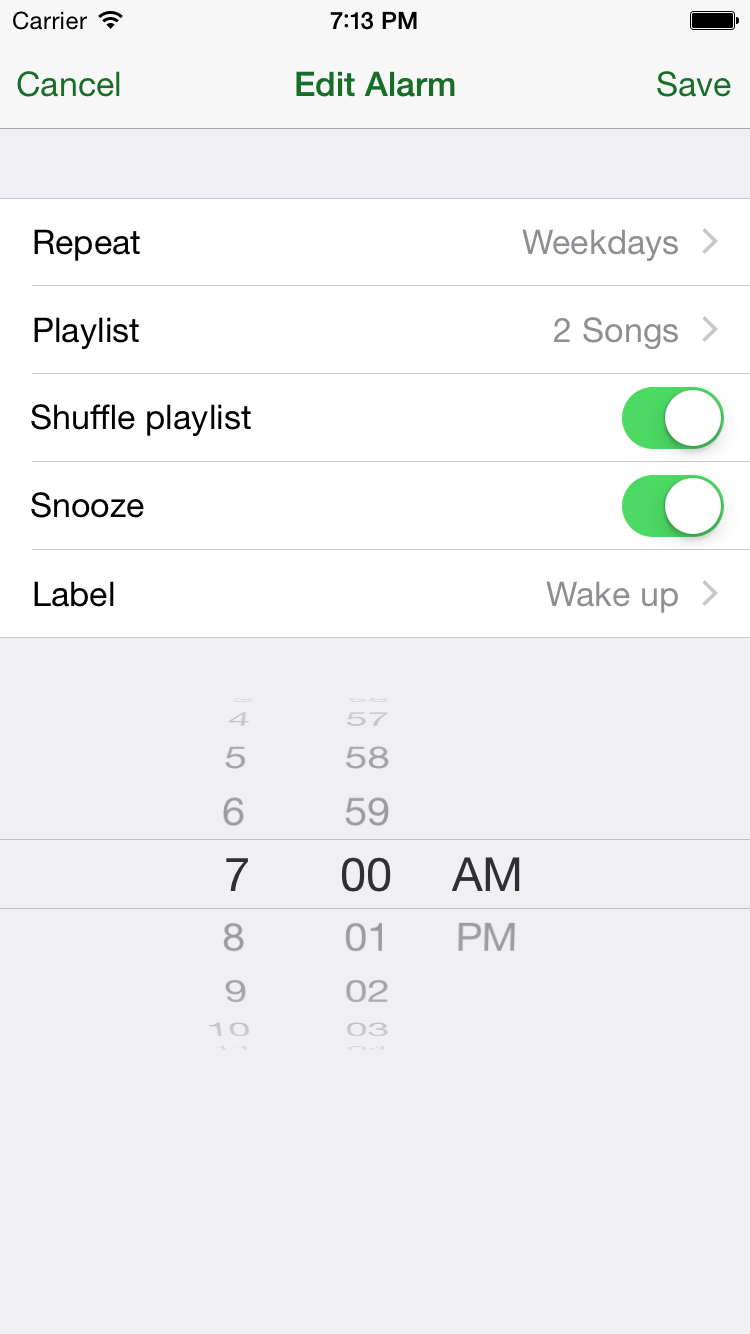 Carrier 7:13 PM
Cancel Edit Alarm Save
Repeat Weekdays
Playlist 2 Songs
Shuffle playlist
Snooze
Label Wake up
4 57
5 58
6 59
7 00 AM
8 01 PM
9 02
10 03